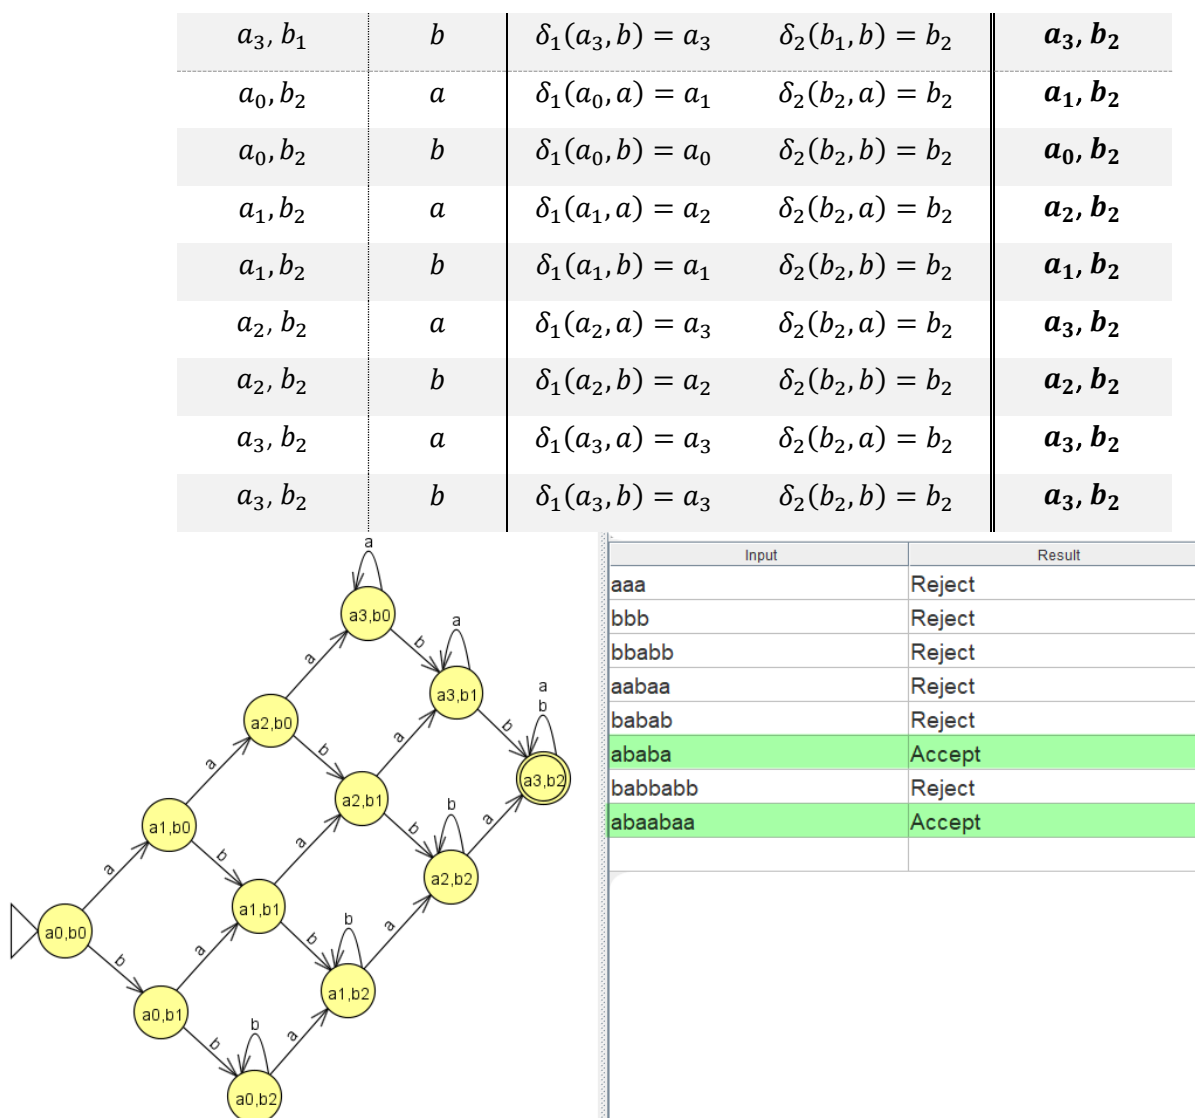 a₃, b₁ b δ₁(a₃, b) = a₃ δ₂(b₁, b) = b₂ a₃, b₂
a₀, b₂ a δ₁(a₀, a) = a₁ δ₂(b₂, a) = b₂ a₁, b₂
a₀, b₂ b δ₁(a₀, b) = a₀ δ₂(b₂, b) = b₂ a₀, b₂
a₁, b₂ a δ₁(a₁, a) = a₂ δ₂(b₂, a) = b₂ a₂, b₂
a₁, b₂ b δ₁(a₁, b) = a₁ δ₂(b₂, b) = b₂ a₁, b₂
a₂, b₂ a δ₁(a₂, a) = a₃ δ₂(b₂, a) = b₂ a₃, b₂
a₂, b₂ b δ₁(a₂, b) = a₂ δ₂(b₂, b) = b₂ a₂, b₂
a₃, b₂ a δ₁(a₃, a) = a₃ δ₂(b₂, a) = b₂ a₃, b₂
a₃, b₂ b δ₁(a₃, b) = a₃ δ₂(b₂, b) = b₂ a₃, b₂
a
a3,b0
a
b
a
a3,b1
a2,b0
a
b
b
a
b
a3,b2
a
a2,b1
a1,b0
b
b
a
a
b
a
a2,b2
a1,b1
a0,b0
b
a
b
b
a
a1,b2
a0,b1
b
b
a
a0,b2
Input Result
aaa Reject
bbb Reject
bbabb Reject
aabaa Reject
babab Reject
ababa Accept
babbabb Reject
abaabaa Accept